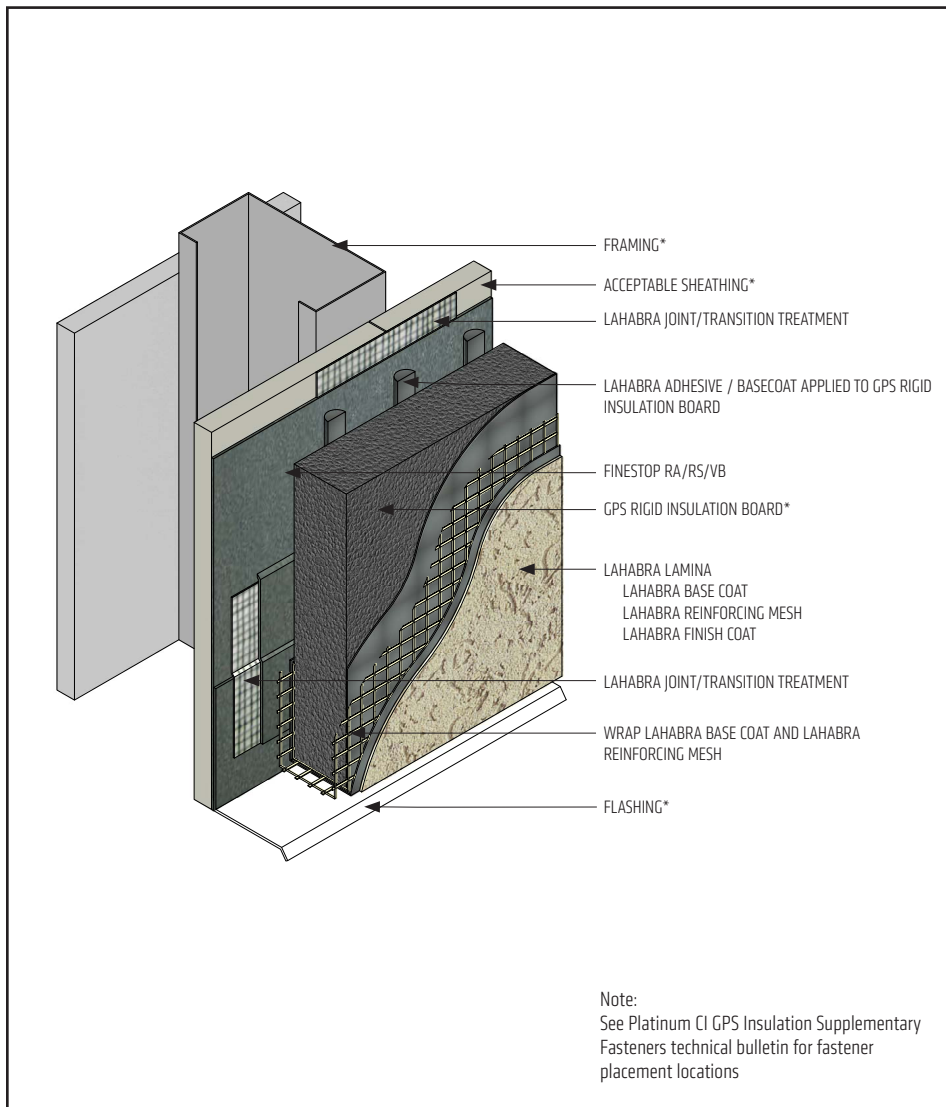 FRAMING*
ACCEPTABLE SHEATHING*
LAHABRA JOINT/TRANSITION TREATMENT
LAHABRA ADHESIVE / BASECOAT APPLIED TO GPS RIGID
INSULATION BOARD
FINESTOP RA/RS/VB
GPS RIGID INSULATION BOARD*
LAHABRA LAMINA
LAHABRA BASE COAT
LAHABRA REINFORCING MESH
LAHABRA FINISH COAT
LAHABRA JOINT/TRANSITION TREATMENT
WRAP LAHABRA BASE COAT AND LAHABRA
REINFORCING MESH
FLASHING*
Note:
See Platinum CI GPS Insulation Supplementary
Fasteners technical bulletin for fastener
placement locations